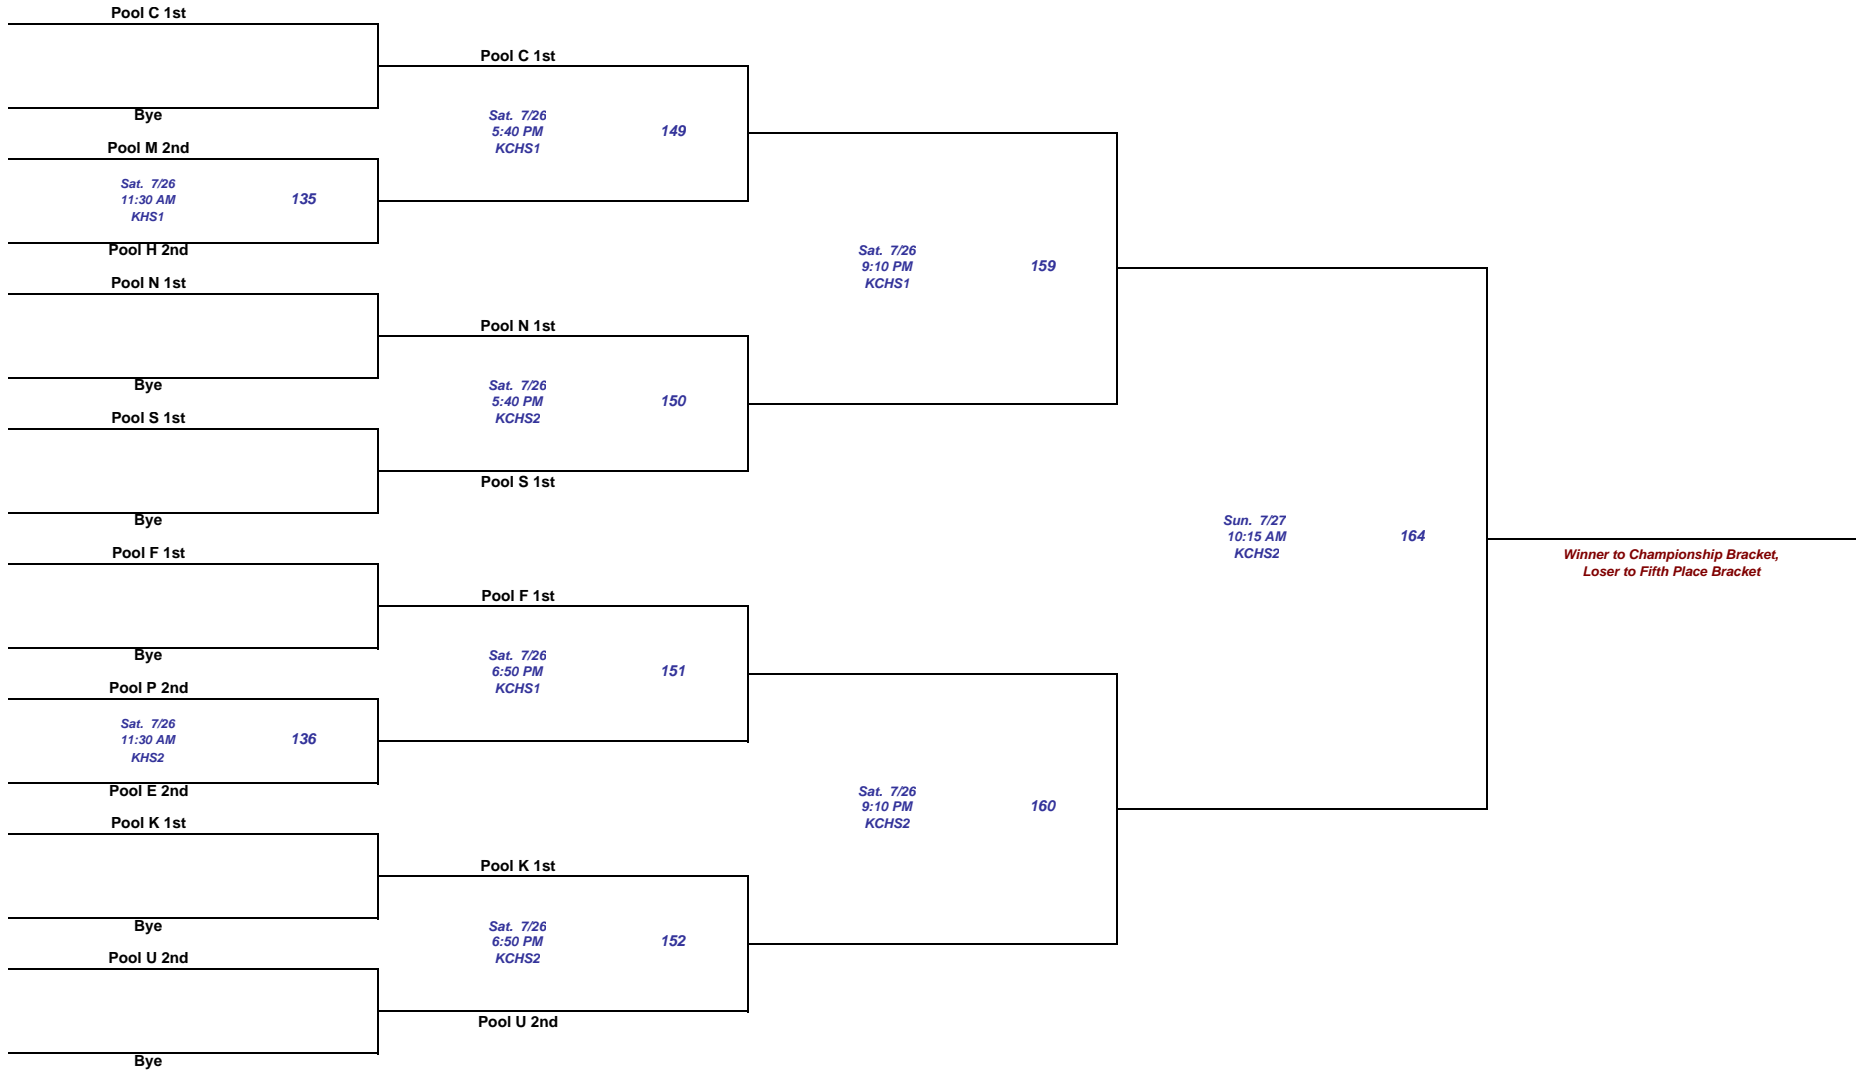 Pool C 1st
Bye
Pool M 2nd
Sat.  7/26
11:30 AM
KHS1
135
Pool H 2nd
Pool N 1st
Bye
Pool S 1st
Bye
Pool F 1st
Bye
Pool P 2nd
Sat.  7/26
11:30 AM
KHS2
136
Pool E 2nd
Pool K 1st
Bye
Pool U 2nd
Bye
Pool C 1st
Sat.  7/26
5:40 PM
KCHS1
149
Pool N 1st
Sat.  7/26
5:40 PM
KCHS2
150
Pool S 1st
Pool F 1st
Sat.  7/26
6:50 PM
KCHS1
151
Pool K 1st
Sat.  7/26
6:50 PM
KCHS2
152
Pool U 2nd
Sat.  7/26
9:10 PM
KCHS1
159
Sat.  7/26
9:10 PM
KCHS2
160
Sun.  7/27
10:15 AM
KCHS2
164
Winner to Championship Bracket,
Loser to Fifth Place Bracket